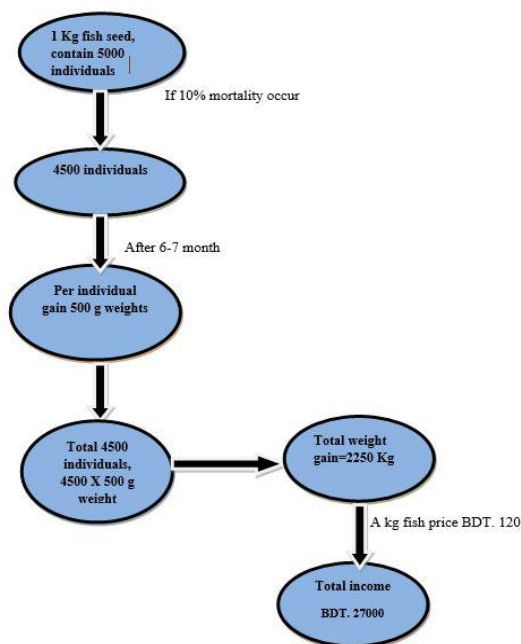 1 Kg fish seed,
contain 5000
individuals
If 10% mortality occur
4500 individuals
After 6-7 month
Per individual
gain 500 g weights
Total 4500
individuals,
4500 X 500 g
weight
Total weight
gain=2250 Kg
A kg fish price BDT. 120
Total income
BDT. 27000